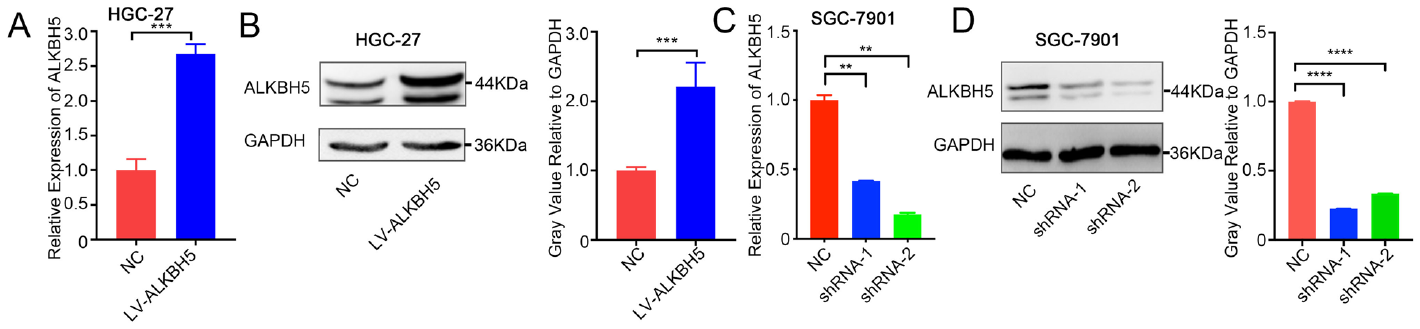 A
HGC-27
Relative Expression of ALKBH5
3.0
2.5
2.0
1.5
1.0
0.5
0
***
NC
LV-ALKBH5
B
HGC-27
ALKBH5
44KDa
GAPDH
36KDa
NC
LV-ALKBH5
Gray Value Relative to GAPDH
3.0
2.0
1.0
0
***
NC
LV-ALKBH5
C
SGC-7901
Relative Expression of ALKBH5
1.5
1.0
0.5
0
**
**
NC
shRNA-1
shRNA-2
D
SGC-7901
ALKBH5
44KDa
GAPDH
36KDa
NC
shRNA-1
shRNA-2
Gray Value Relative to GAPDH
1.5
1.0
0.5
0
****
****
NC
shRNA-1
shRNA-2